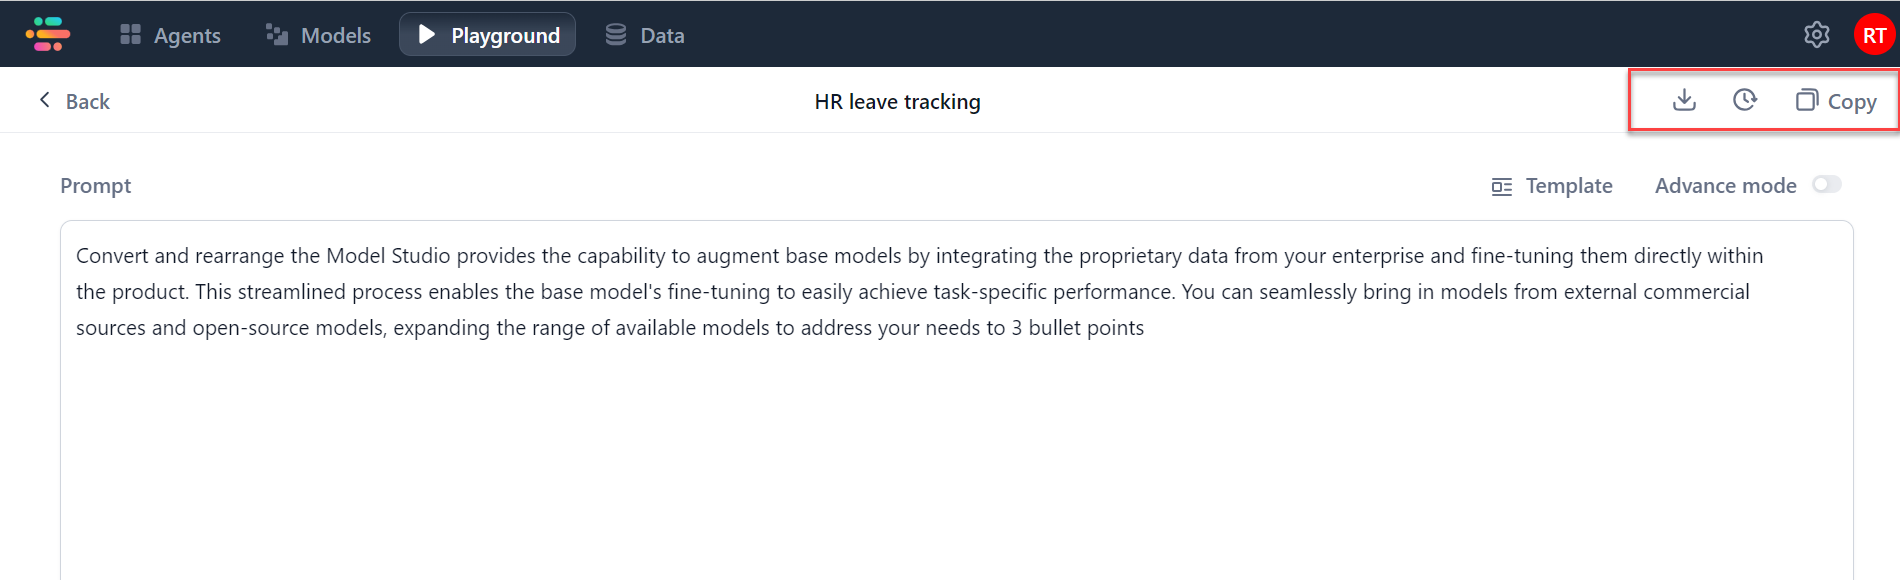 Agents Models Playground Data RT
Back HR leave tracking Copy
Prompt Template Advance mode
Convert and rearrange the Model Studio provides the capability to augment base models by integrating the proprietary data from your enterprise and fine-tuning them directly within
the product. This streamlined process enables the base model's fine-tuning to easily achieve task-specific performance. You can seamlessly bring in models from external commercial
sources and open-source models, expanding the range of available models to address your needs to 3 bullet points